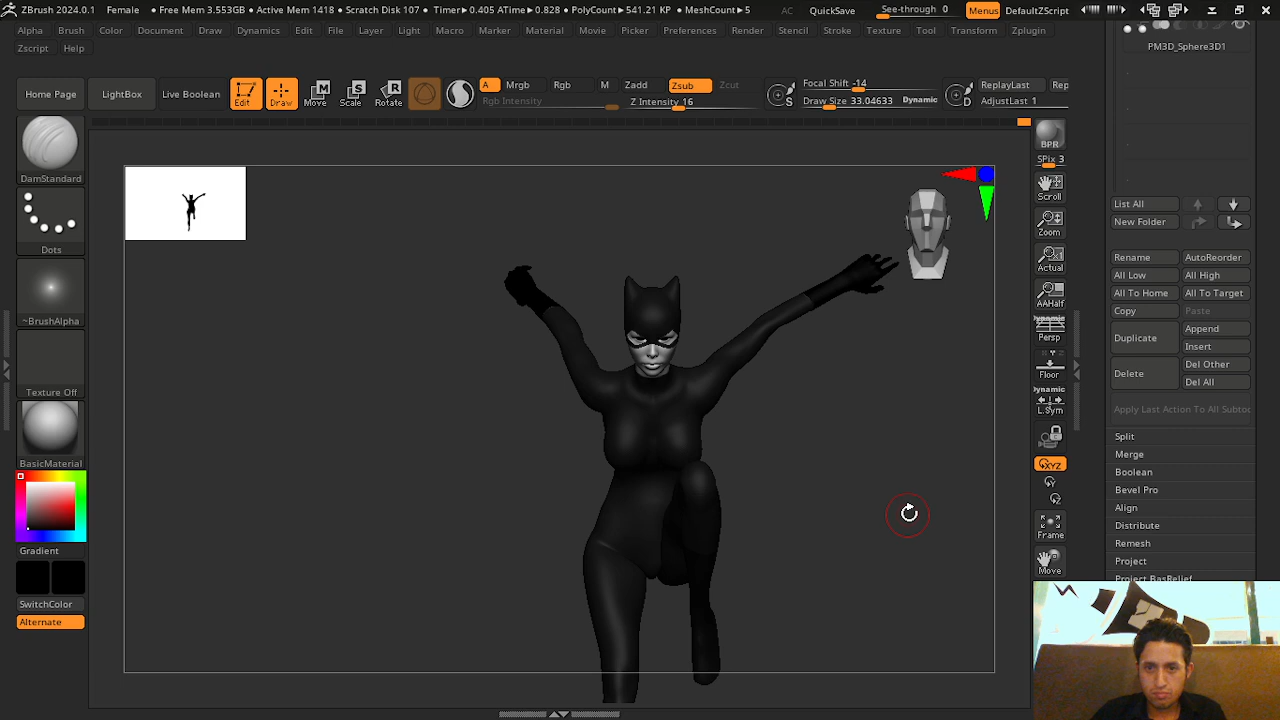 ZBrush 2024.0.1 Female • Free Mem 3.553GB • Active Mem 1418 • Scratch Disk 107 • Timer▶0.405 ATime▶0.828 • PolyCount▶541.21 KP • MeshCount▶5 AC QuickSave See-through 0 Menus DefaultZScript
Alpha Brush Color Document Draw Dynamics Edit File Layer Light Macro Marker Material Movie Picker Preferences Render Stencil Stroke Texture Tool Transform Zplugin
Zscript Help
PM3D_Sphere3D1
Home Page LightBox Live Boolean Edit Draw Move Scale Rotate
A Mrgb Rgb M Zadd Zsub Zcut
Rgb Intensity Z Intensity 16
Focal Shift -14
Draw Size 33.04633 Dynamic
S D
ReplayLast Rep
AdjustLast 1
DamStandard
Dots
~BrushAlpha
Texture Off
BasicMaterial
Gradient
SwitchColor
Alternate
BPR
SPix 3
Scroll
Zoom
Actual
AAHalf
Dynamic
Persp
Floor
Dynamic
L.Sym
XYZ
Y
Z
Frame
Move
List All
New Folder
Rename AutoReorder
All Low All High
All To Home All To Target
Copy Paste
Duplicate Append
Insert
Delete Del Other
Del All
Apply Last Action To All Subtoo
Split
Merge
Boolean
Bevel Pro
Align
Distribute
Remesh
Project
Project BasRelief